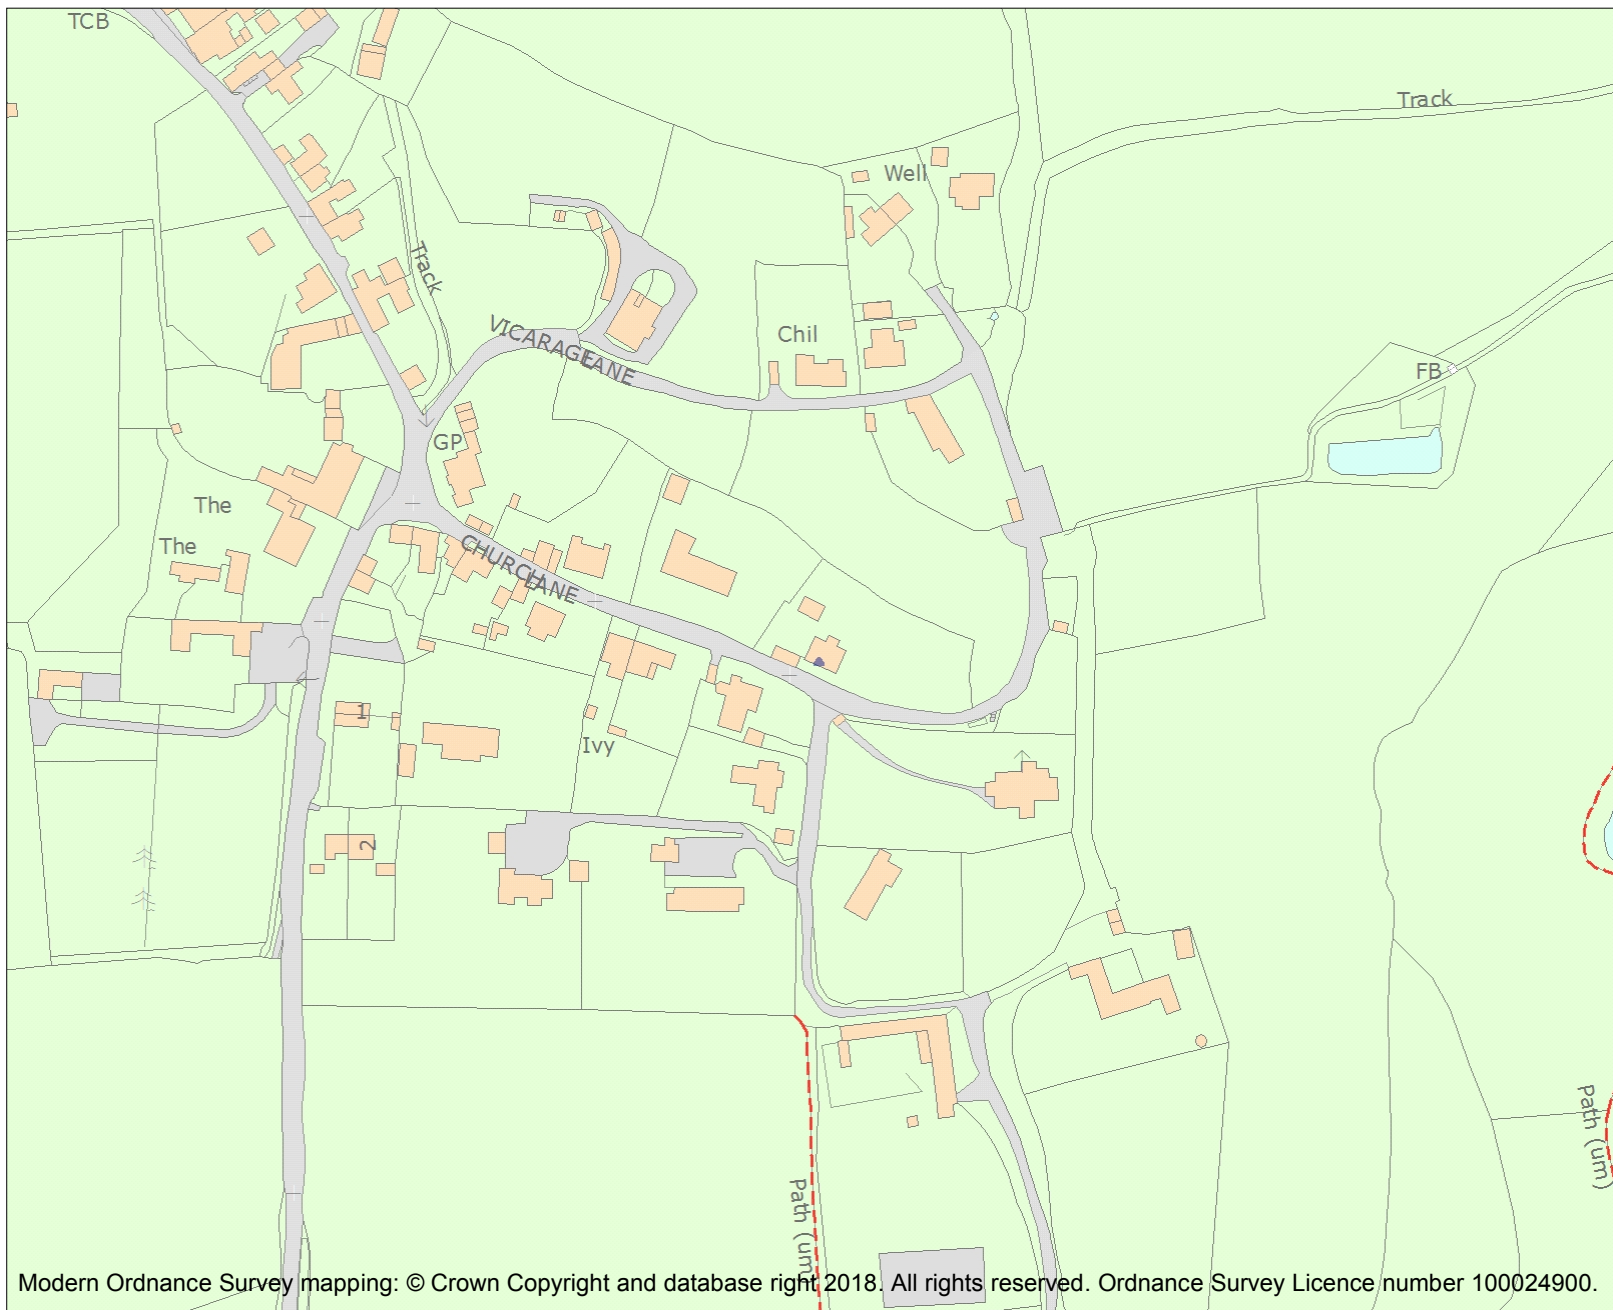 TCB
Track
Well
Track
VICARAGE LANE
Chil
FB
GP
The
The
CHURCH LANE
1
Ivy
2
Path (um)
Path (um)
Modern Ordnance Survey mapping: © Crown Copyright and database right 2018. All rights reserved. Ordnance Survey Licence number 100024900.